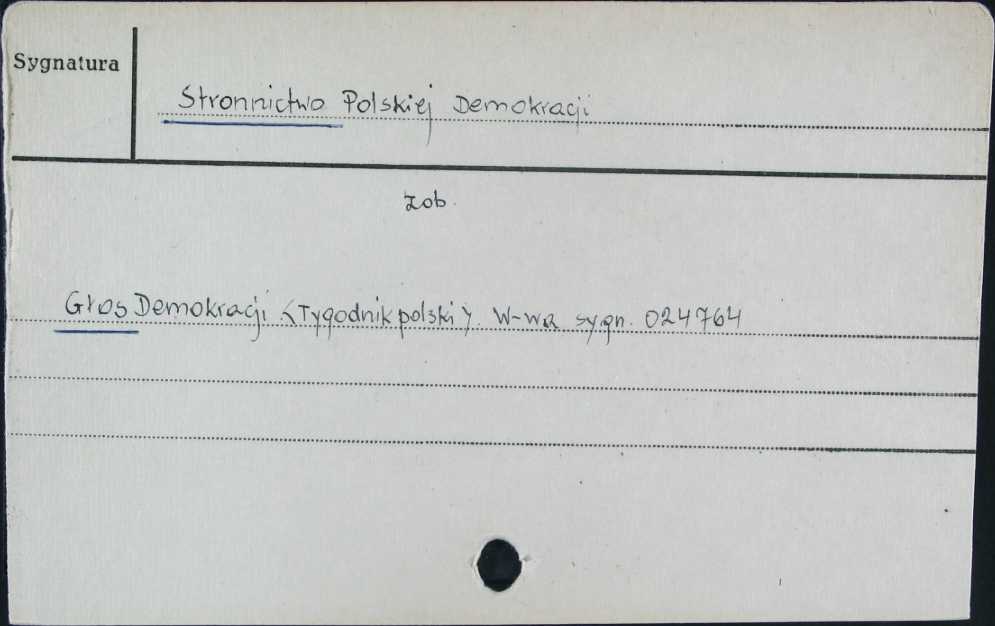 Sygnatura
Stronnictwo Polskiej Demokracji
zob.
Głos Demokracji <Tygodnik polski>. W-wa sygn. 024764